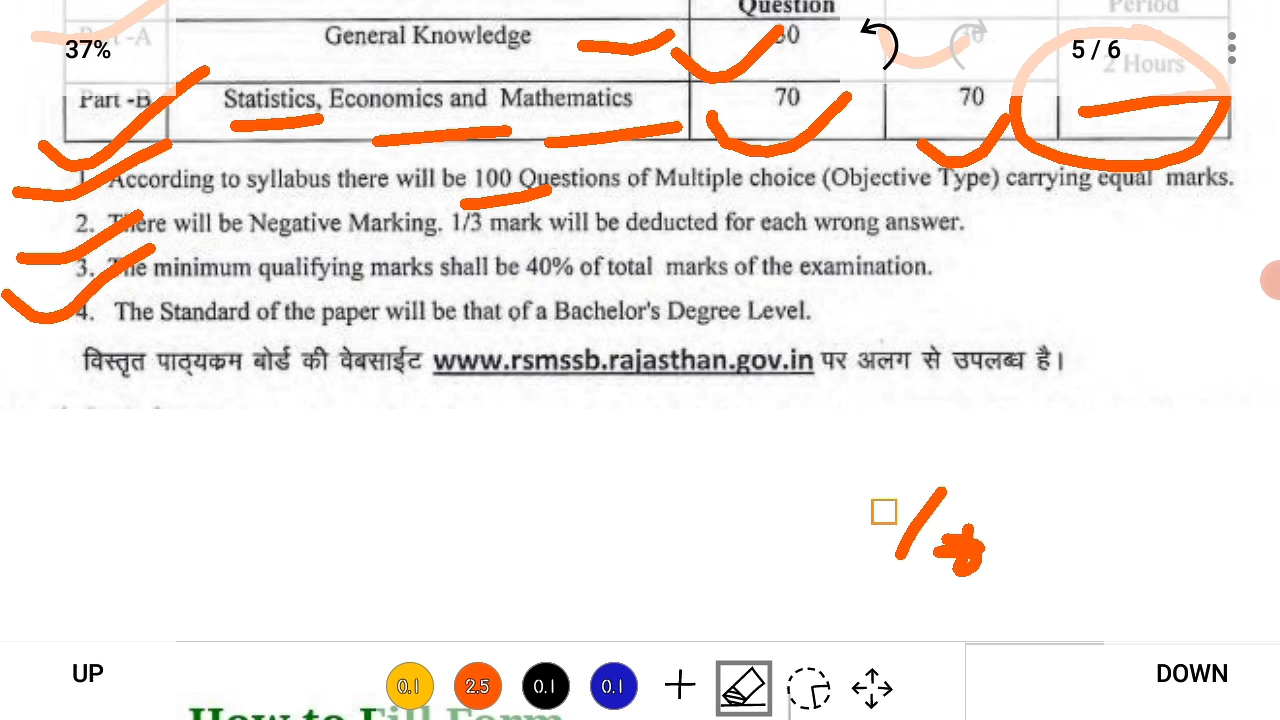 Question Period
Part -A General Knowledge 30 30
37% 5 / 6
2 Hours
Part -B Statistics, Economics and Mathematics 70 70
1. According to syllabus there will be 100 Questions of Multiple choice (Objective Type) carrying equal marks.
2. There will be Negative Marking. 1/3 mark will be deducted for each wrong answer.
3. The minimum qualifying marks shall be 40% of total marks of the examination.
4. The Standard of the paper will be that of a Bachelor's Degree Level.
विस्तृत पाठ्यकम बोर्ड की वेबसाईट www.rsmssb.rajasthan.gov.in पर अलग से उपलब्ध है।
UP 0.1 2.5 0.1 0.1 DOWN
How to Fill Form